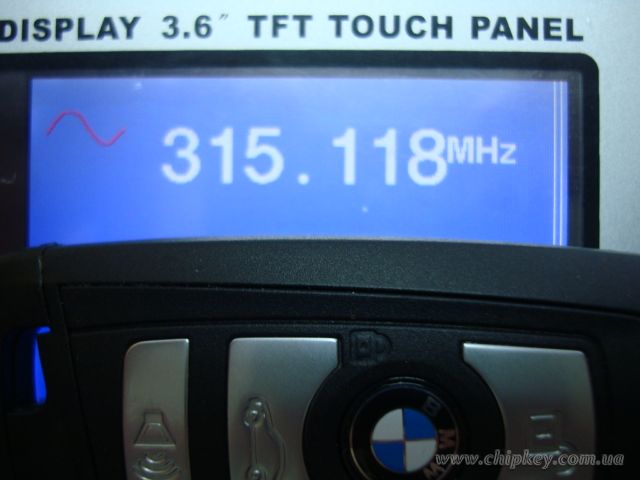 DISPLAY 3.6″ TFT TOUCH PANEL
315.118MHz
BMW
www.chipkey.com.ua